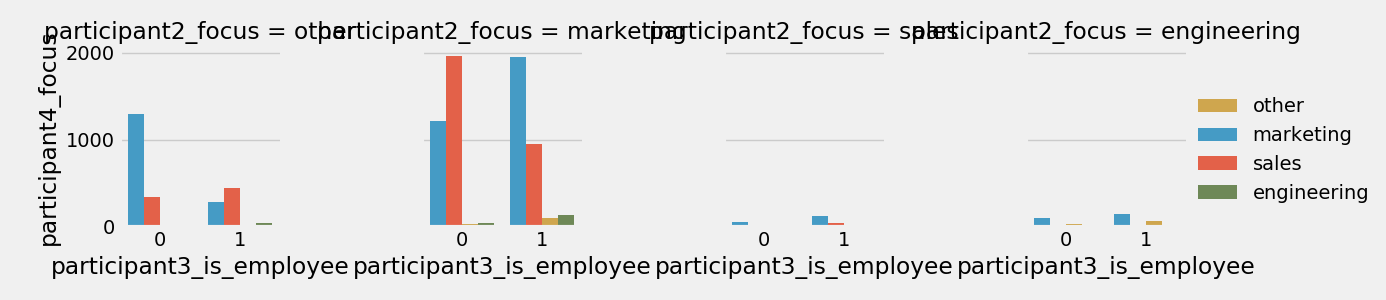 participant2_focus = other
participant2_focus = marketing
participant2_focus = sales
participant2_focus = engineering
participant4_focus
2000
1000
0
0 1
0 1
0 1
0 1
participant3_is_employee
participant3_is_employee
participant3_is_employee
participant3_is_employee
other
marketing
sales
engineering